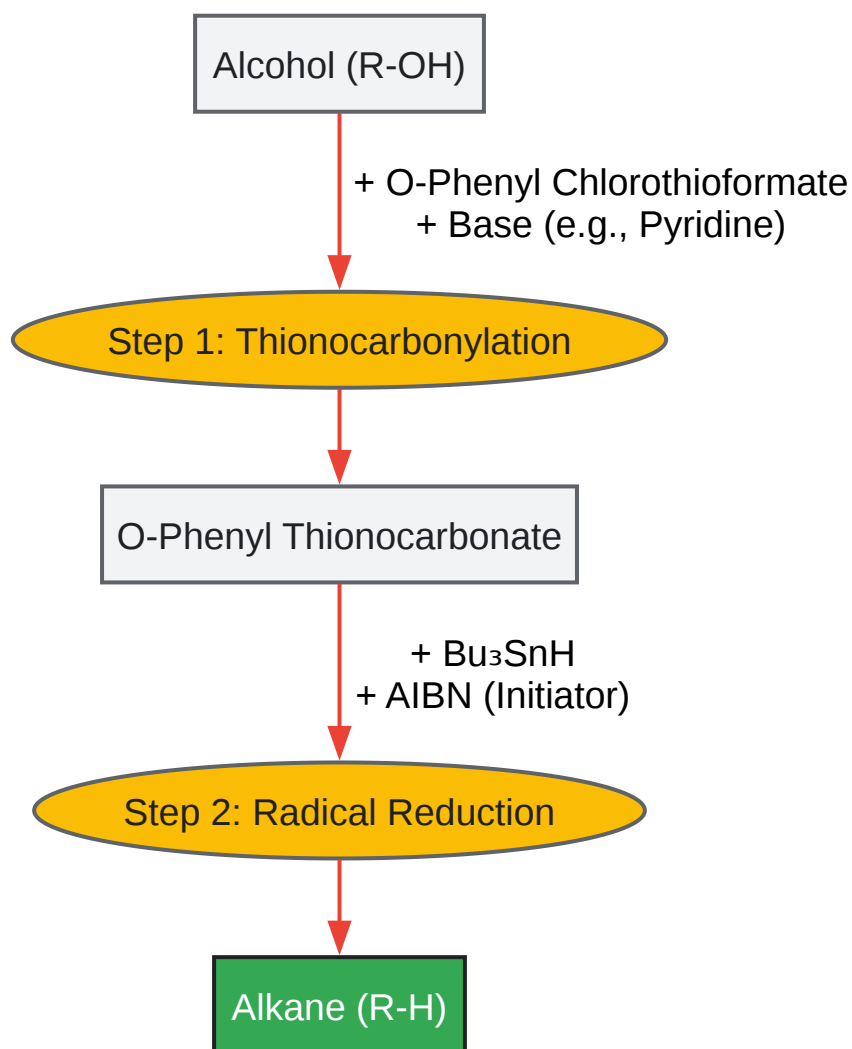 Alcohol (R-OH)
+ O-Phenyl Chlorothioformate
+ Base (e.g., Pyridine)
Step 1: Thionocarbonylation
O-Phenyl Thionocarbonate
+ Bu₃SnH
+ AIBN (Initiator)
Step 2: Radical Reduction
Alkane (R-H)